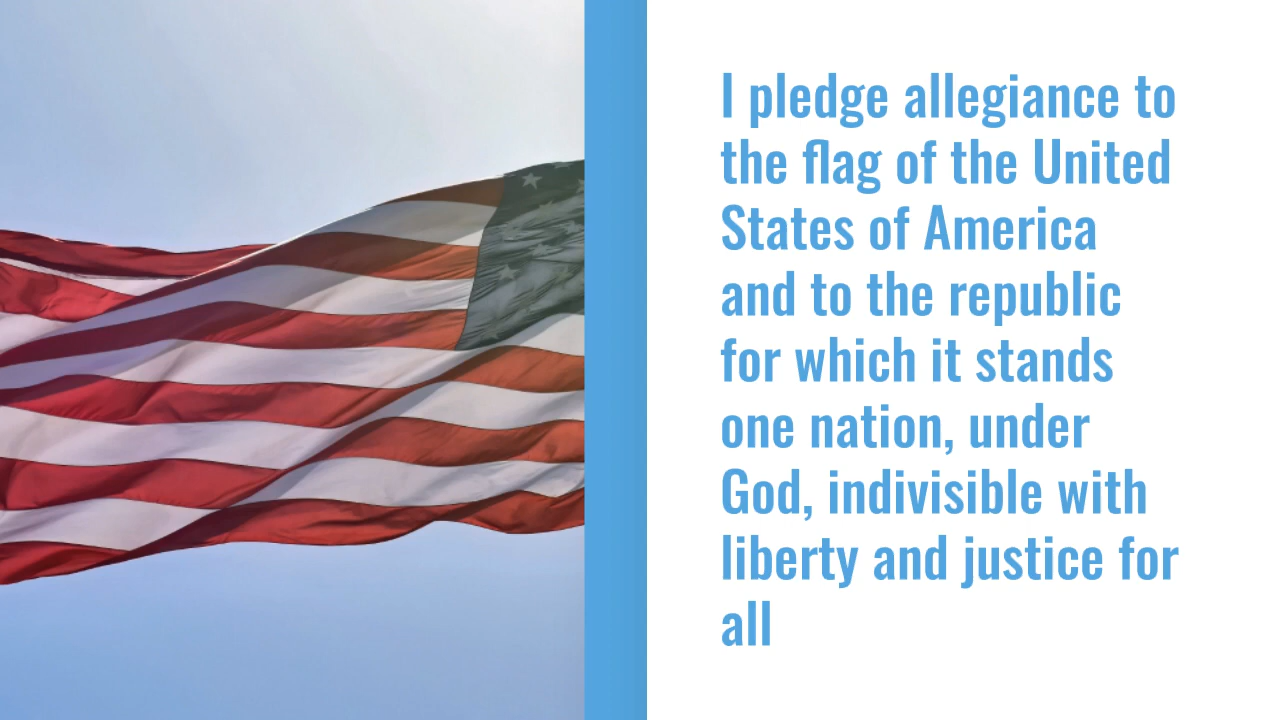 I pledge allegiance to
the flag of the United
States of America
and to the republic
for which it stands
one nation, under
God, indivisible with
liberty and justice for
all